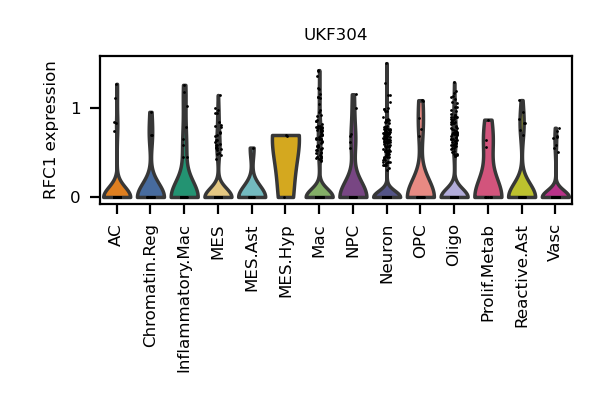 UKF304
RFC1 expression
1
0
AC
Chromatin.Reg
Inflammatory.Mac
MES
MES.Ast
MES.Hyp
Mac
NPC
Neuron
OPC
Oligo
Prolif.Metab
Reactive.Ast
Vasc